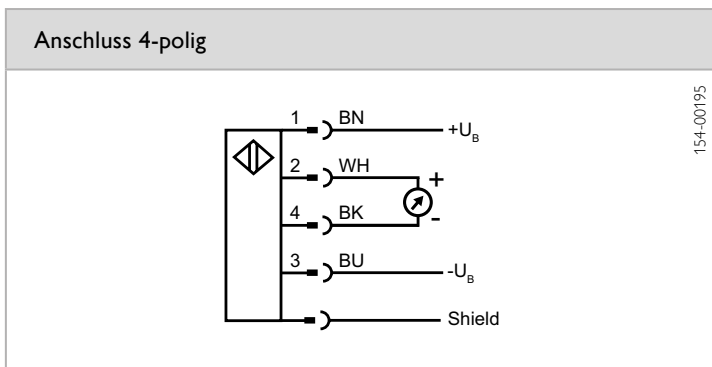 Anschluss 4-polig
154-00195
1 BN +U_B
2 WH +
4 BK -
3 BU -U_B
Shield